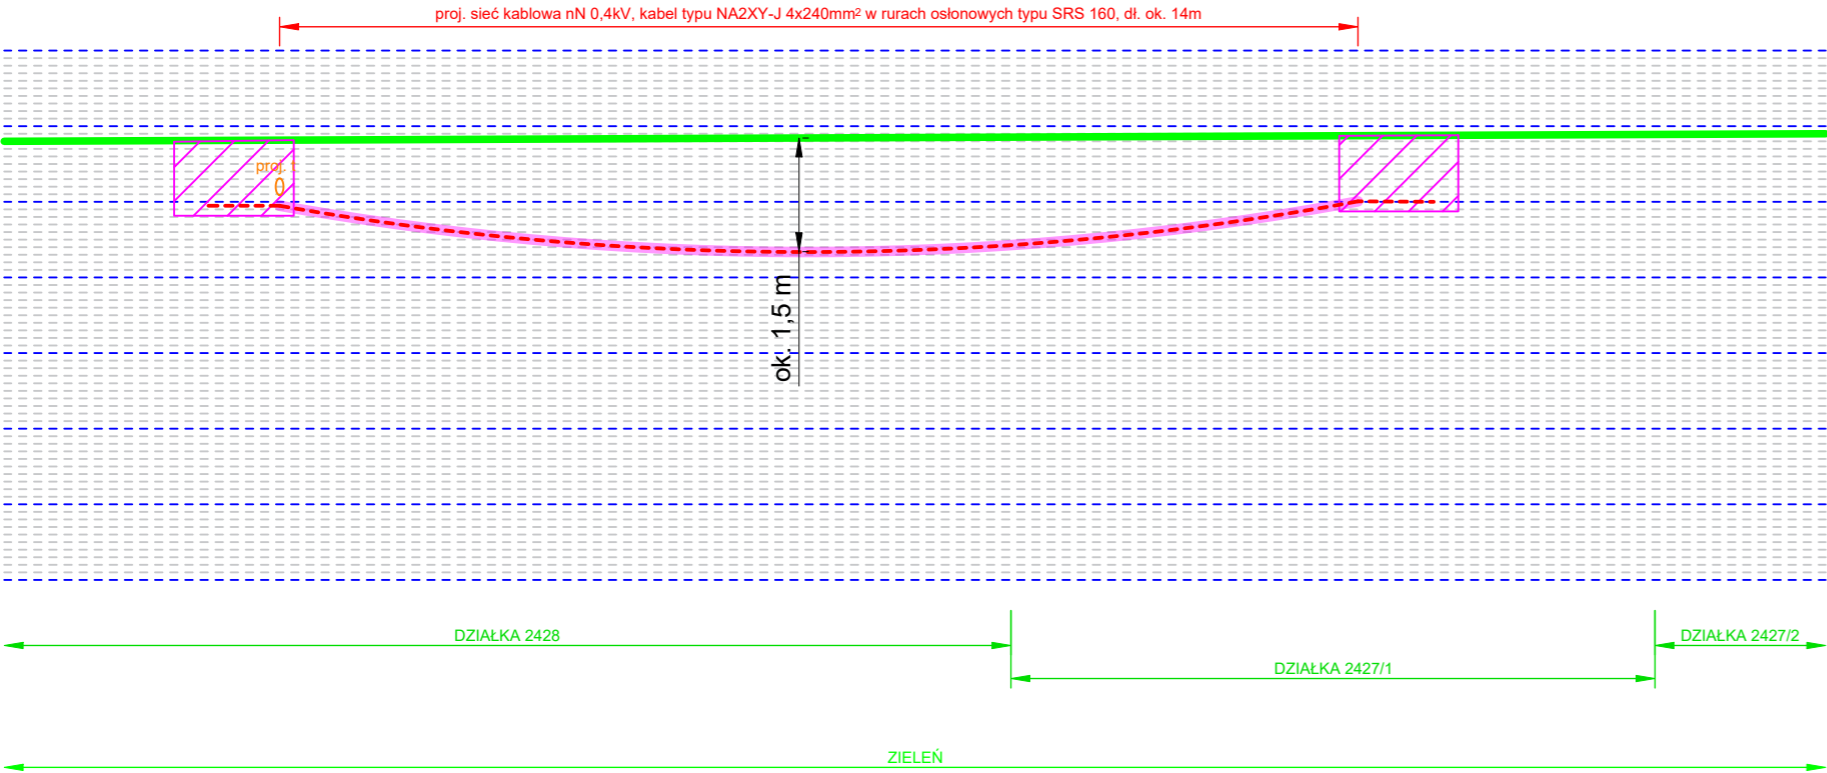 proj. sieć kablowa nN 0,4kV, kabel typu NA2XY-J 4x240mm² w rurach osłonowych typu SRS 160, dł. ok. 14m
proj.
0
ok. 1,5 m
DZIAŁKA 2428
DZIAŁKA 2427/2
DZIAŁKA 2427/1
ZIELEŃ